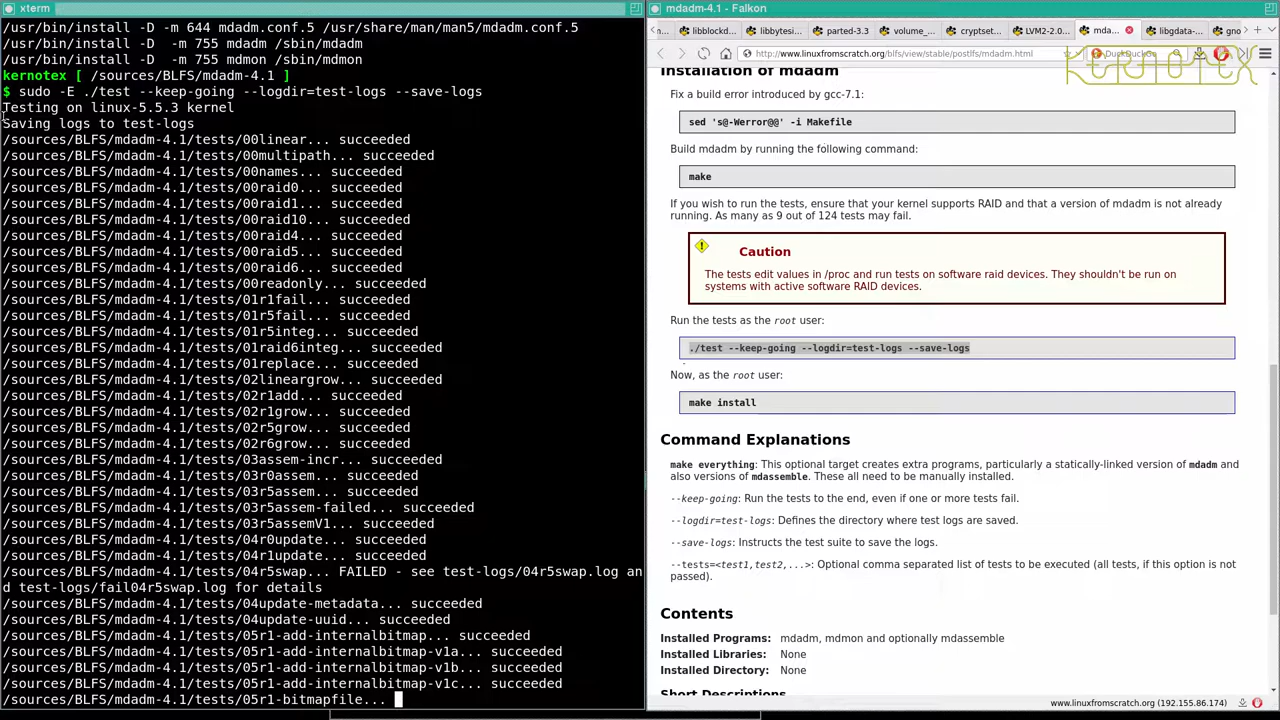 xterm
/usr/bin/install -D -m 644 mdadm.conf.5 /usr/share/man/man5/mdadm.conf.5
/usr/bin/install -D  -m 755 mdadm /sbin/mdadm
/usr/bin/install -D  -m 755 mdmon /sbin/mdmon
kernotex [ /sources/BLFS/mdadm-4.1 ]
$ sudo -E ./test --keep-going --logdir=test-logs --save-logs
Testing on linux-5.5.3 kernel
Saving logs to test-logs
/sources/BLFS/mdadm-4.1/tests/00linear... succeeded
/sources/BLFS/mdadm-4.1/tests/00multipath... succeeded
/sources/BLFS/mdadm-4.1/tests/00names... succeeded
/sources/BLFS/mdadm-4.1/tests/00raid0... succeeded
/sources/BLFS/mdadm-4.1/tests/00raid1... succeeded
/sources/BLFS/mdadm-4.1/tests/00raid10... succeeded
/sources/BLFS/mdadm-4.1/tests/00raid4... succeeded
/sources/BLFS/mdadm-4.1/tests/00raid5... succeeded
/sources/BLFS/mdadm-4.1/tests/00raid6... succeeded
/sources/BLFS/mdadm-4.1/tests/00readonly... succeeded
/sources/BLFS/mdadm-4.1/tests/01r1fail... succeeded
/sources/BLFS/mdadm-4.1/tests/01r5fail... succeeded
/sources/BLFS/mdadm-4.1/tests/01r5integ... succeeded
/sources/BLFS/mdadm-4.1/tests/01raid6integ... succeeded
/sources/BLFS/mdadm-4.1/tests/01replace... succeeded
/sources/BLFS/mdadm-4.1/tests/02lineargrow... succeeded
/sources/BLFS/mdadm-4.1/tests/02r1add... succeeded
/sources/BLFS/mdadm-4.1/tests/02r1grow... succeeded
/sources/BLFS/mdadm-4.1/tests/02r5grow... succeeded
/sources/BLFS/mdadm-4.1/tests/02r6grow... succeeded
/sources/BLFS/mdadm-4.1/tests/03assem-incr... succeeded
/sources/BLFS/mdadm-4.1/tests/03r0assem... succeeded
/sources/BLFS/mdadm-4.1/tests/03r5assem... succeeded
/sources/BLFS/mdadm-4.1/tests/03r5assem-failed... succeeded
/sources/BLFS/mdadm-4.1/tests/03r5assemV1... succeeded
/sources/BLFS/mdadm-4.1/tests/04r0update... succeeded
/sources/BLFS/mdadm-4.1/tests/04r1update... succeeded
/sources/BLFS/mdadm-4.1/tests/04r5swap... FAILED - see test-logs/04r5swap.log an
d test-logs/fail04r5swap.log for details
/sources/BLFS/mdadm-4.1/tests/04update-metadata... succeeded
/sources/BLFS/mdadm-4.1/tests/04update-uuid... succeeded
/sources/BLFS/mdadm-4.1/tests/05r1-add-internalbitmap... succeeded
/sources/BLFS/mdadm-4.1/tests/05r1-add-internalbitmap-v1a... succeeded
/sources/BLFS/mdadm-4.1/tests/05r1-add-internalbitmap-v1b... succeeded
/sources/BLFS/mdadm-4.1/tests/05r1-add-internalbitmap-v1c... succeeded
/sources/BLFS/mdadm-4.1/tests/05r1-bitmapfile...
mdadm-4.1 - Falkon
n... libblockd... libbytesi... parted-3.3 volume_... cryptset... LVM2-2.0... mda... libgdata-... gno
http://www.linuxfromscratch.org/blfs/view/stable/postlfs/mdadm.html DuckDuckGo
KERNOTEX
Installation of mdadm
Fix a build error introduced by gcc-7.1:
sed 's@-Werror@@' -i Makefile
Build mdadm by running the following command:
make
If you wish to run the tests, ensure that your kernel supports RAID and that a version of mdadm is not already
running. As many as 9 out of 124 tests may fail.
Caution
The tests edit values in /proc and run tests on software raid devices. They shouldn't be run on
systems with active software RAID devices.
Run the tests as the root user:
./test --keep-going --logdir=test-logs --save-logs
Now, as the root user:
make install
Command Explanations
make everything: This optional target creates extra programs, particularly a statically-linked version of mdadm and
also versions of mdassemble. These all need to be manually installed.
--keep-going: Run the tests to the end, even if one or more tests fail.
--logdir=test-logs: Defines the directory where test logs are saved.
--save-logs: Instructs the test suite to save the logs.
--tests=<test1,test2,...>: Optional comma separated list of tests to be executed (all tests, if this option is not
passed).
Contents
Installed Programs: mdadm, mdmon and optionally mdassemble
Installed Libraries: None
Installed Directory: None
Short Descriptions
www.linuxfromscratch.org (192.155.86.174)